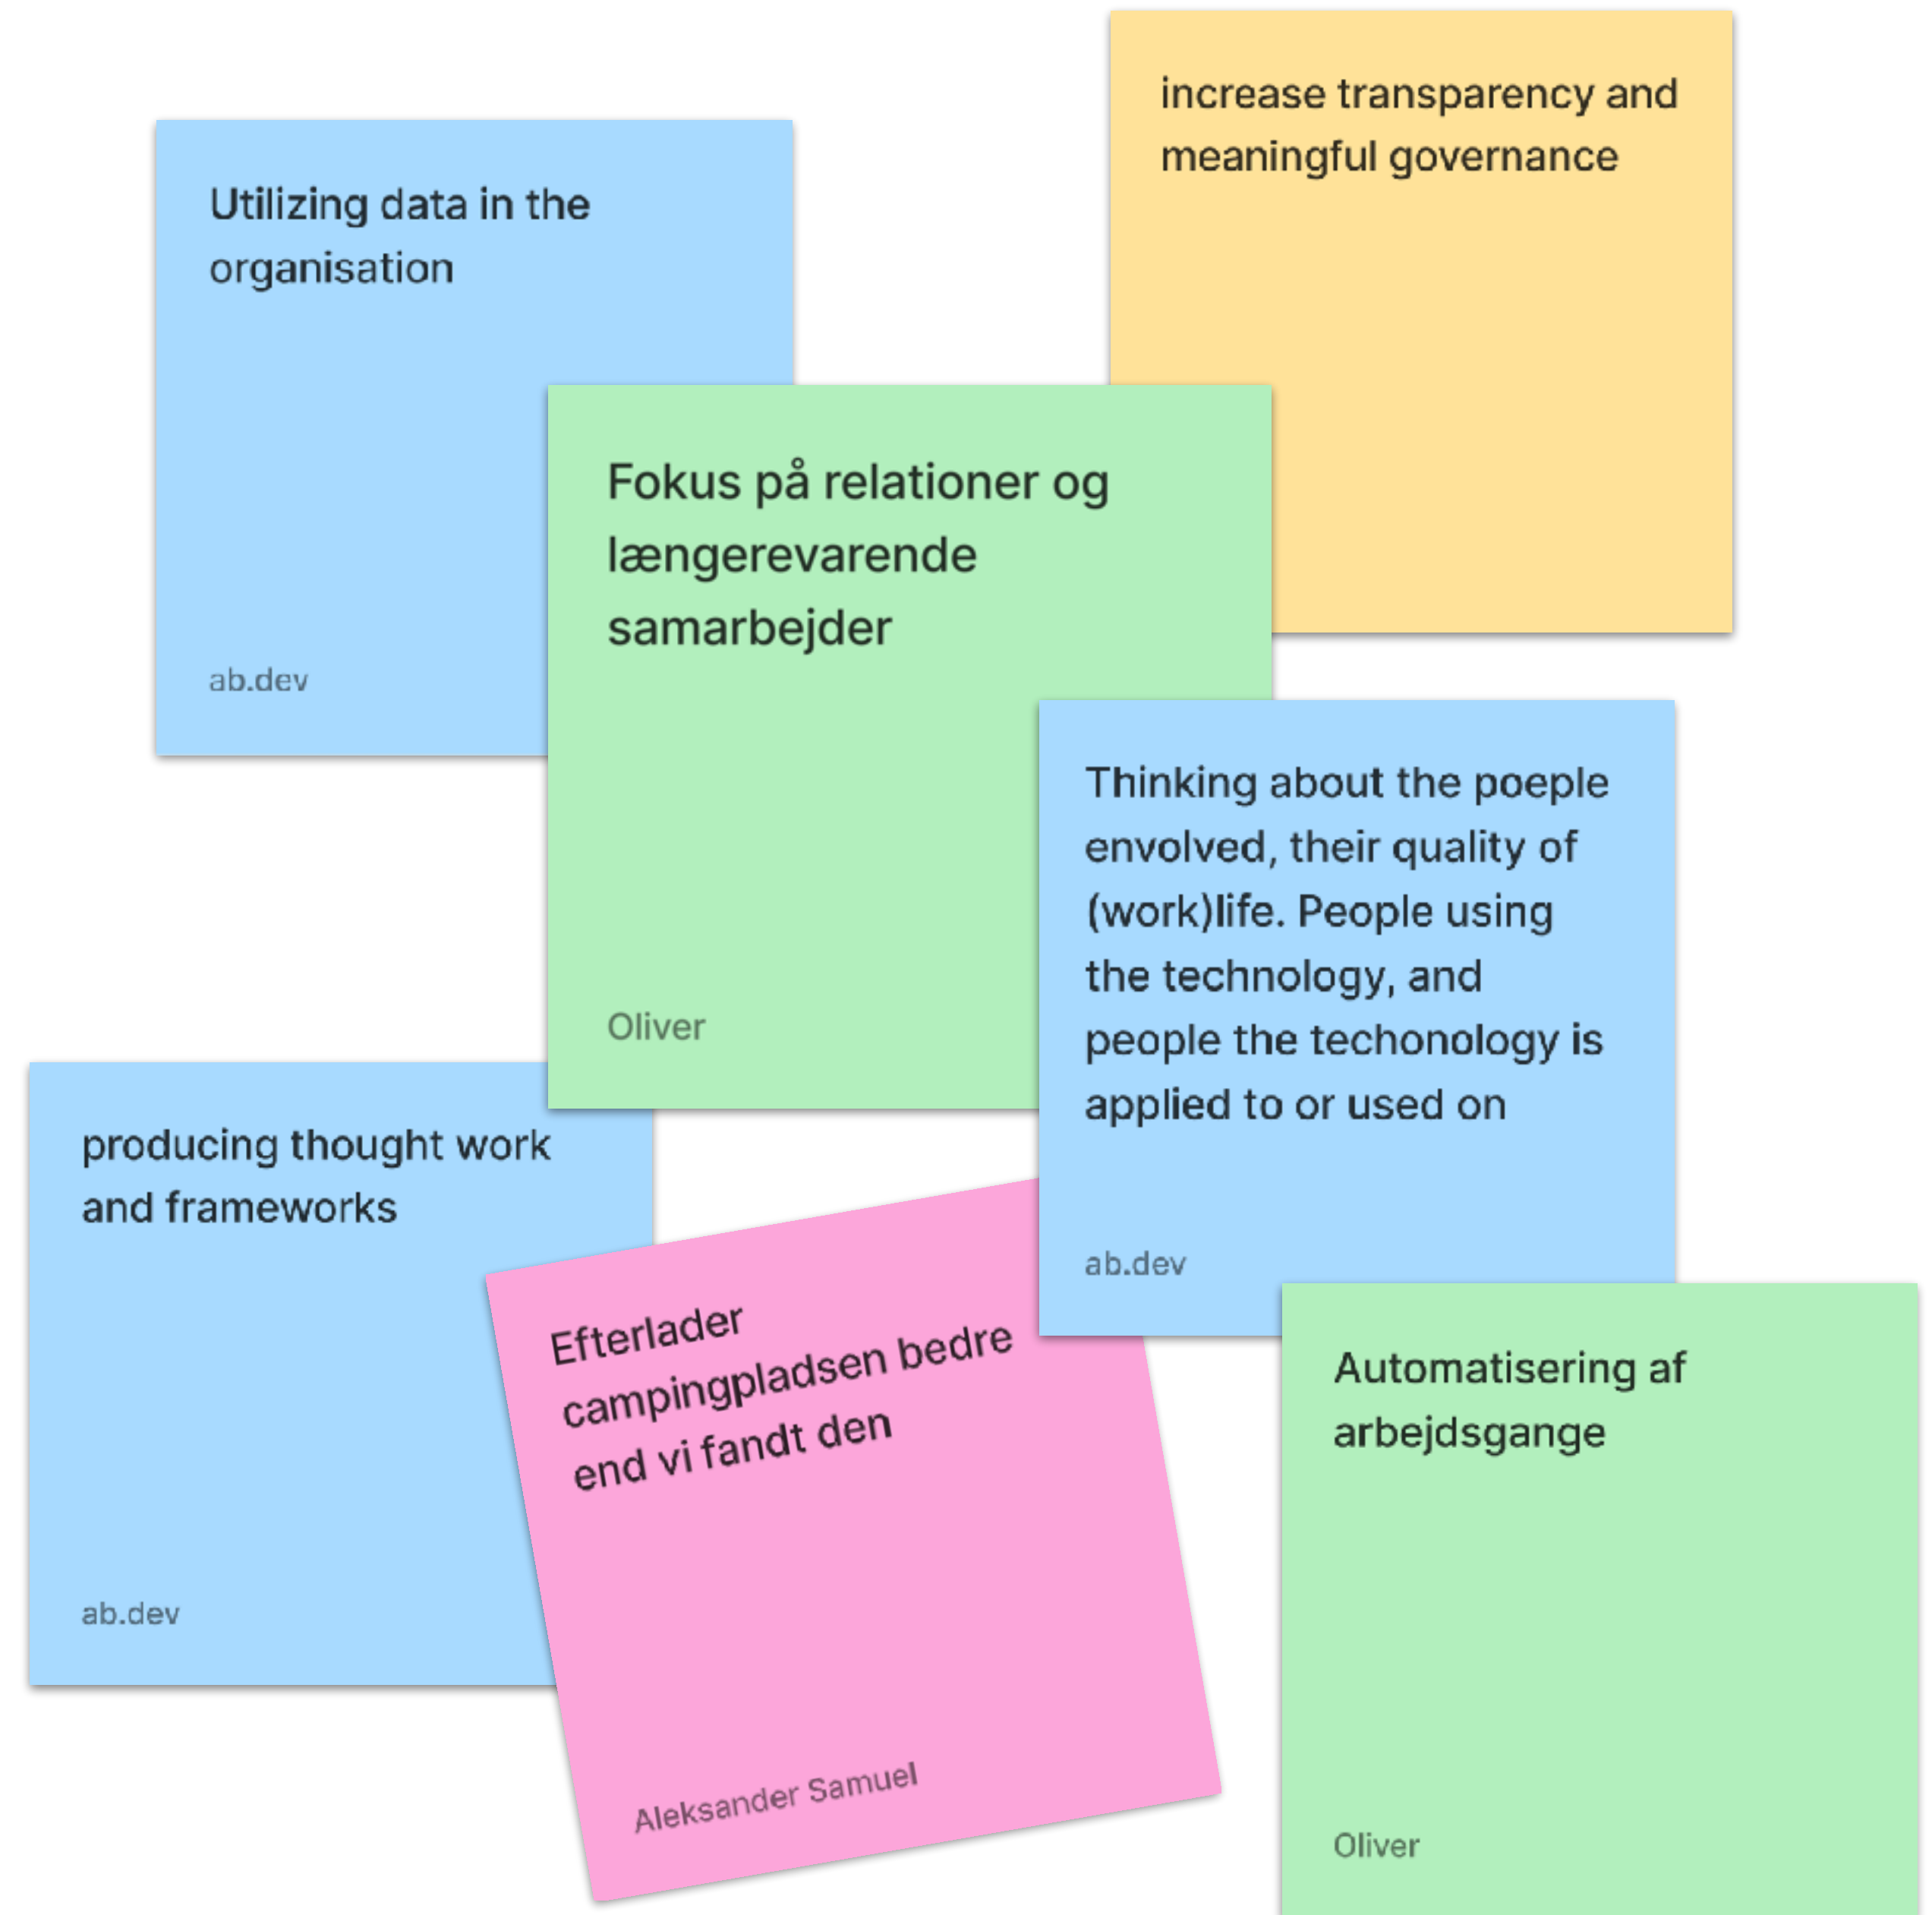 increase transparency and
meaningful governance
Utilizing data in the
organisation
ab.dev
Fokus på relationer og
længerevarende
samarbejder
Oliver
Thinking about the poeple
envolved, their quality of
(work)life. People using
the technology, and
people the techonology is
applied to or used on
ab.dev
producing thought work
and frameworks
ab.dev
Efterlader
campingpladsen bedre
end vi fandt den
Aleksander Samuel
Automatisering af
arbejdsgange
Oliver